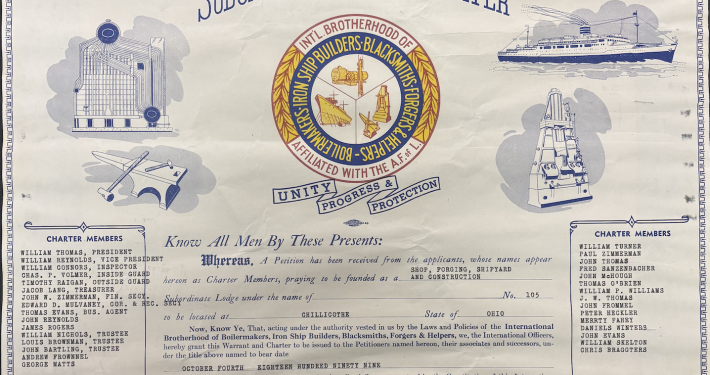 INT'L BROTHERHOOD OF
BOILERMAKERS·IRON SHIP BUILDERS·BLACKSMITHS·FORGERS & HELPERS
AFFILIATED WITH THE A.F. of L.
UNITY
PROGRESS &
PROTECTION
CHARTER MEMBERS
WILLIAM THOMAS, PRESIDENT
WILLIAM REYNOLDS, VICE PRESIDENT
WILLIAM CONNORS, INSPECTOR
CHAS. P. VOLMER, INSIDE GUARD
TIMOTHY RAIGAN, OUTSIDE GUARD
JACOB LANG, TREASURER
JOHN W. ZIMMERMAN, FIN. SECY.
EDWARD D. MULVANEY, COR. & REC. SECY
THOMAS EVANS, BUS. AGENT
JOHN REYNOLDS
JAMES ROGERS
WILLIAM NICHOLS, TRUSTEE
LOUIS BOWENMAN, TRUSTEE
JOHN BARTLING, TRUSTEE
ANDREW FROWNNEL
GEORGE MATTS
Know All Men By These Presents:
Whereas, A Petition has been received from the applicants, whose names appear
SHOP, FORGING, SHIPYARD
hereon as Charter Members, praying to be founded as a AND CONSTRUCTION
Subordinate Lodge under the name of No. 105
to be located at CHILLICOTHE State of OHIO
Now, Know Ye, That, acting under the authority vested in us by the Laws and Policies of the International
Brotherhood of Boilermakers, Iron Ship Builders, Blacksmiths, Forgers & Helpers, we, the International Officers,
hereby grant this Warrant and Charter to be issued to the Petitioners named hereon, their associates and successors, un-
der the title above named to bear date
OCTOBER FOURTH EIGHTEEN HUNDRED NINETY NINE
CHARTER MEMBERS
WILLIAM TURNER
PAUL ZIMMERMAN
JOHN THOMAS
FRED SANZENBACHER
JOHN McHOUGH
THOMAS O'BRIEN
WILLIAM P. WILLIAMS
J. W. THOMAS
JOHN FROMMEL
PETER HECKLER
MERRTT FAHNY
DANIELS WINTERS
JOHN EVANS
WILLIAM SKELTON
CHRIS BRAGGTERS